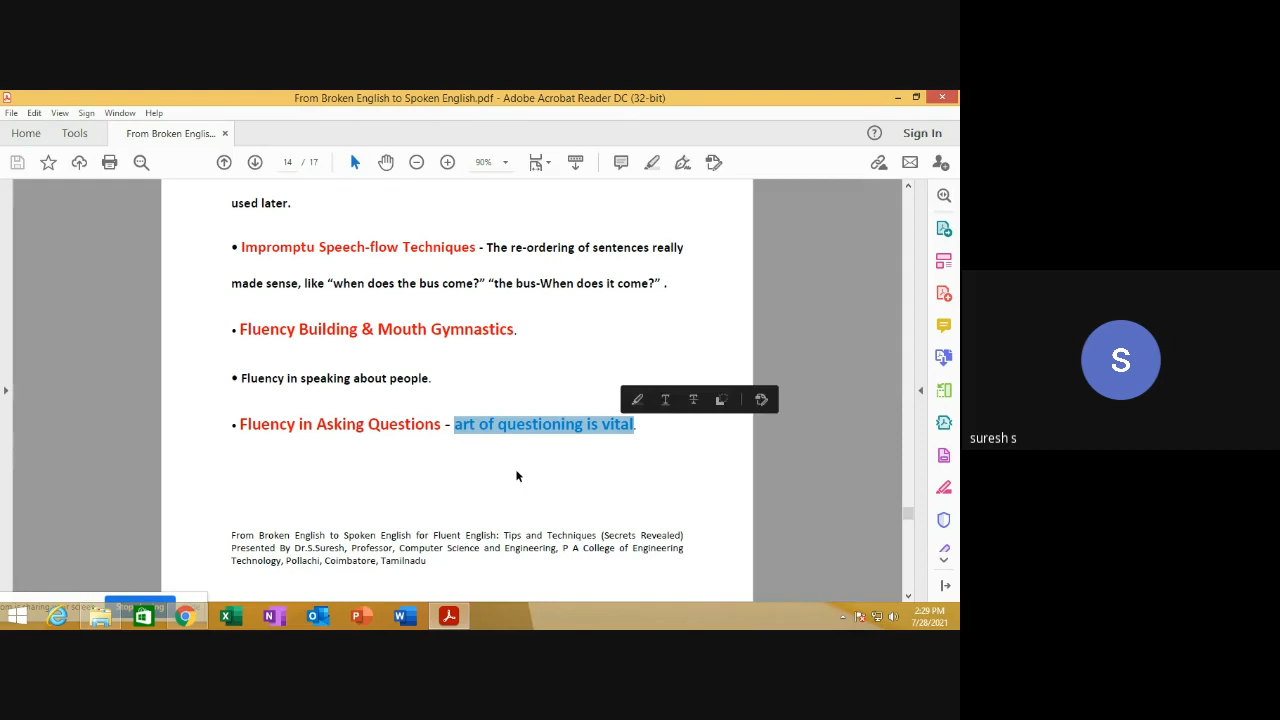 From Broken English to Spoken English.pdf - Adobe Acrobat Reader DC (32-bit)
File Edit View Sign Window Help
Home Tools From Broken Englis... × Sign In
14 / 17 90%
used later.
• Impromptu Speech-flow Techniques - The re-ordering of sentences really
made sense, like “when does the bus come?” “the bus-When does it come?” .
• Fluency Building & Mouth Gymnastics.
• Fluency in speaking about people.
• Fluency in Asking Questions - art of questioning is vital.
From Broken English to Spoken English for Fluent English: Tips and Techniques (Secrets Revealed)
Presented By Dr.S.Suresh, Professor, Computer Science and Engineering, P A College of Engineering
Technology, Pollachi, Coimbatore, Tamilnadu
S
suresh s
2:29 PM
7/28/2021